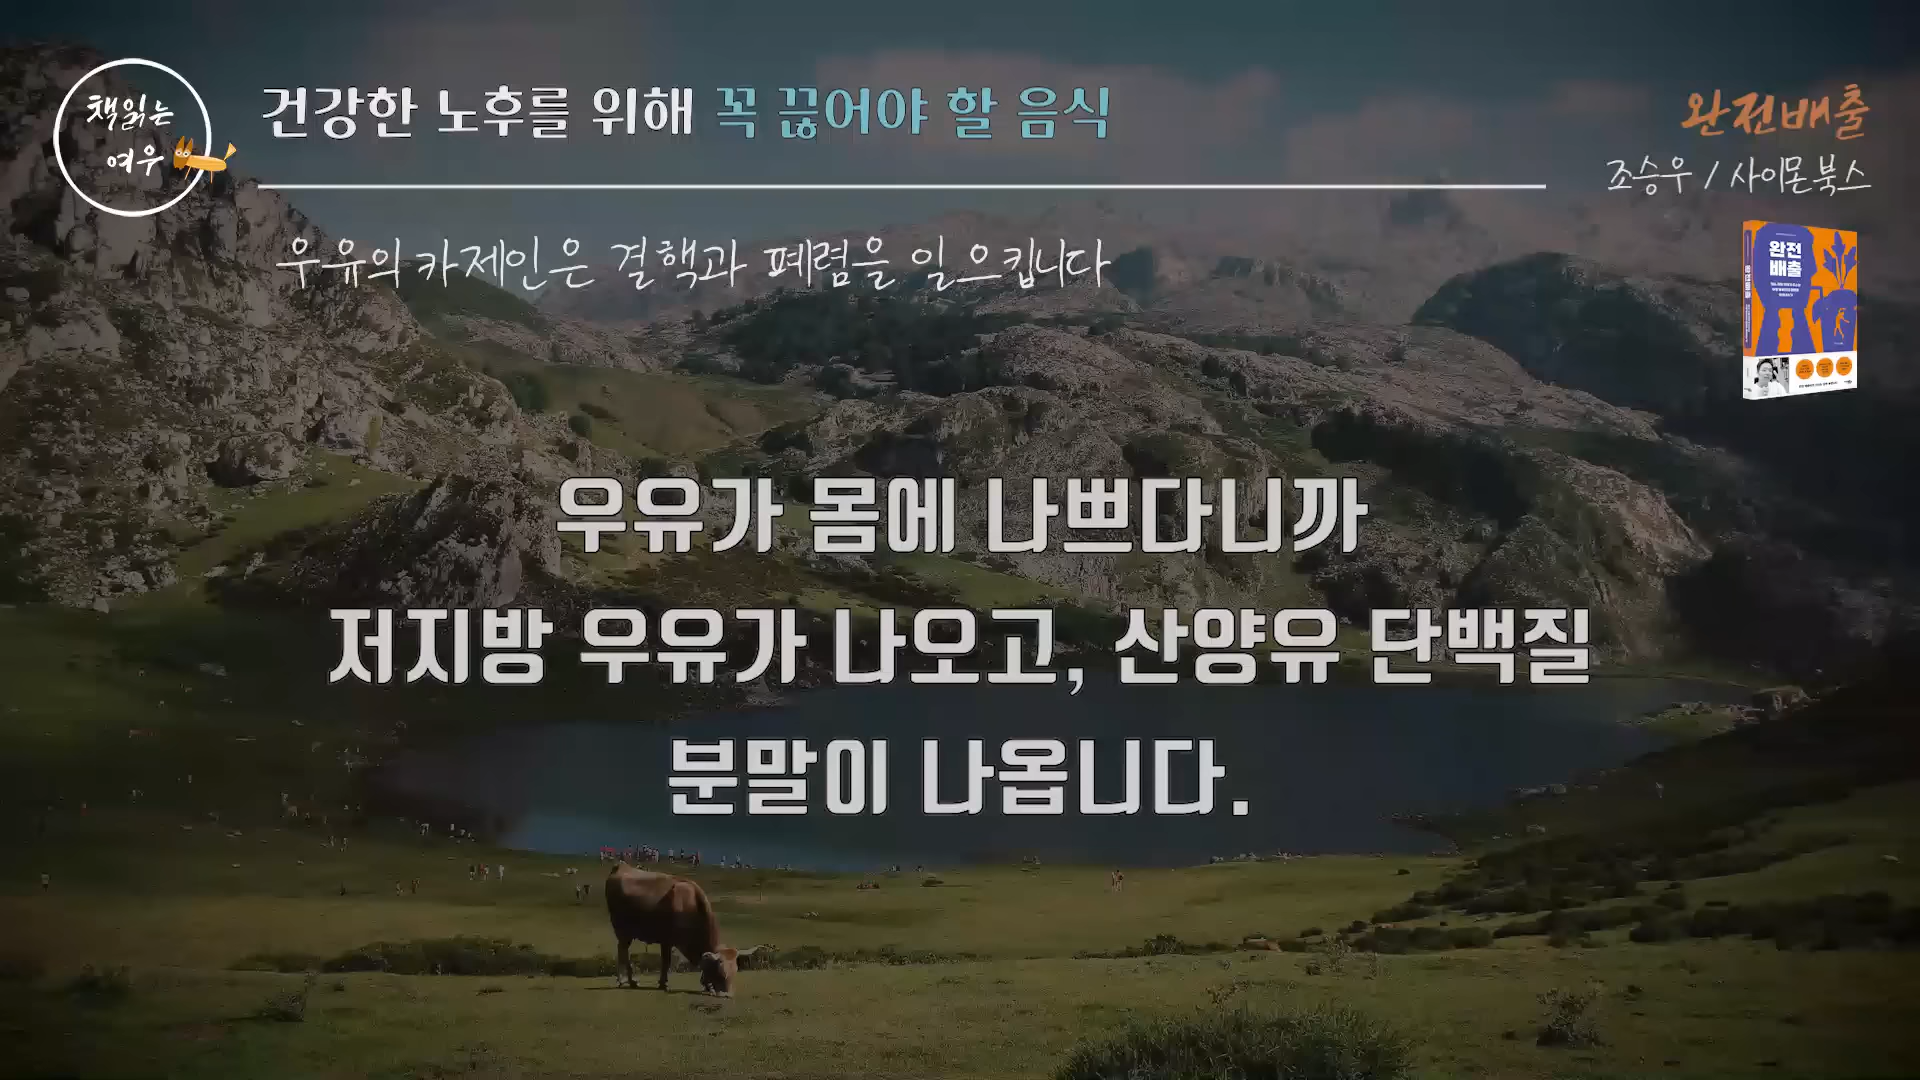 책읽는
여우
건강한 노후를 위해 꼭 끊어야 할 음식
완전배출
조승우 / 사이몬북스
우유의 카제인은 결핵과 폐렴을 일으킵니다
완전
배출
우유가 몸에 나쁘다니까
저지방 우유가 나오고, 산양유 단백질
분말이 나옵니다.